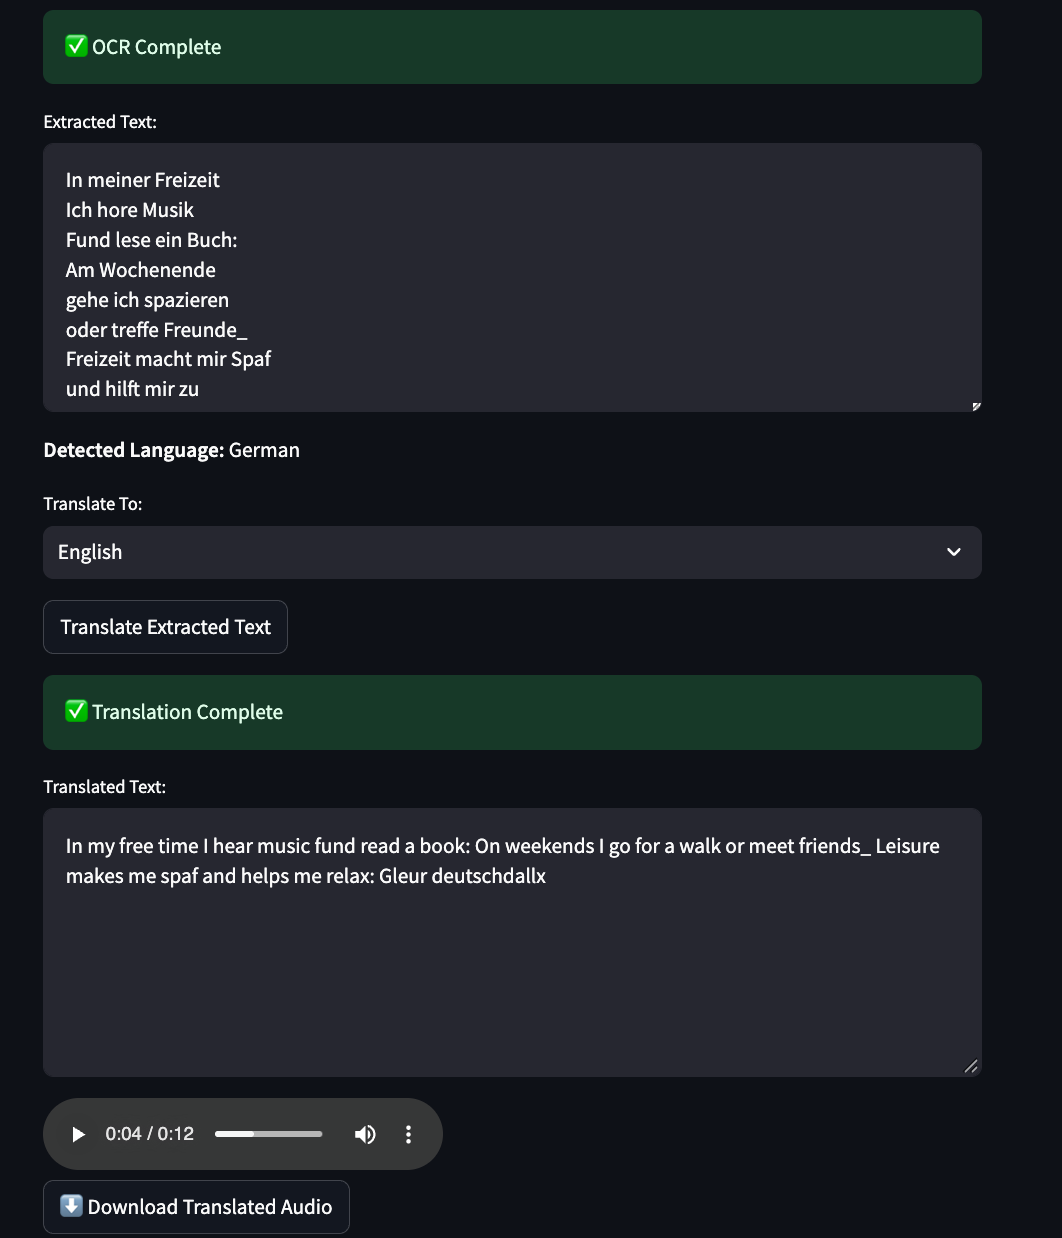 ✅ OCR Complete
Extracted Text:
In meiner Freizeit
Ich hore Musik
Fund lese ein Buch:
Am Wochenende
gehe ich spazieren
oder treffe Freunde_
Freizeit macht mir Spaf
und hilft mir zu
Detected Language: German
Translate To:
English
Translate Extracted Text
✅ Translation Complete
Translated Text:
In my free time I hear music fund read a book: On weekends I go for a walk or meet friends_ Leisure
makes me spaf and helps me relax: Gleur deutschdallx
0:04 / 0:12
⬇️ Download Translated Audio